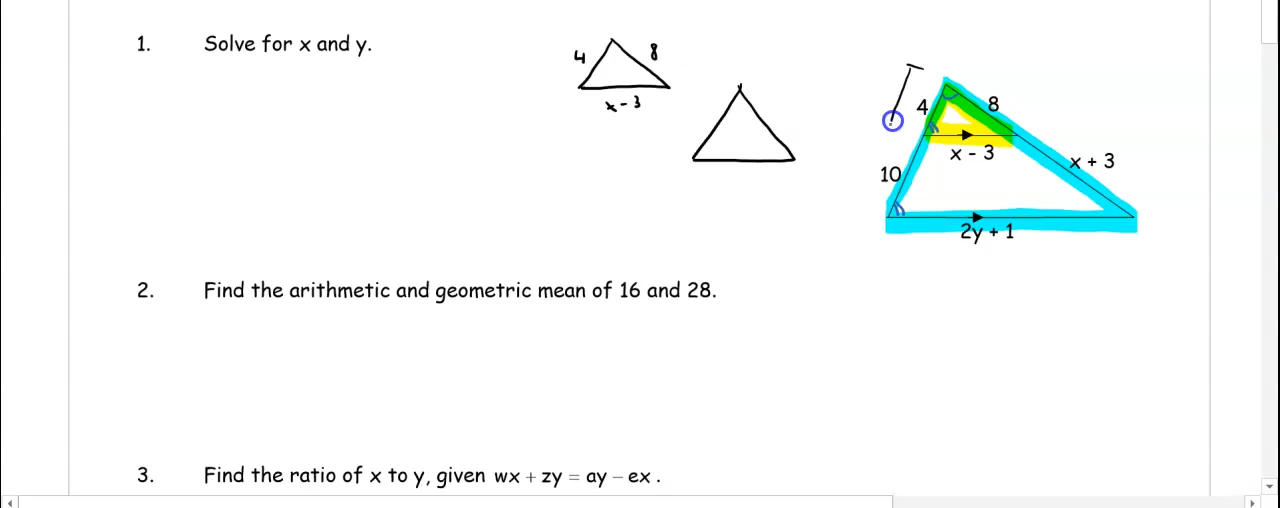 1. Solve for x and y.
4 8
x - 3
4 8
x - 3
x + 3
10
2y + 1
2. Find the arithmetic and geometric mean of 16 and 28.
3. Find the ratio of x to y, given wx + zy = ay − ex .